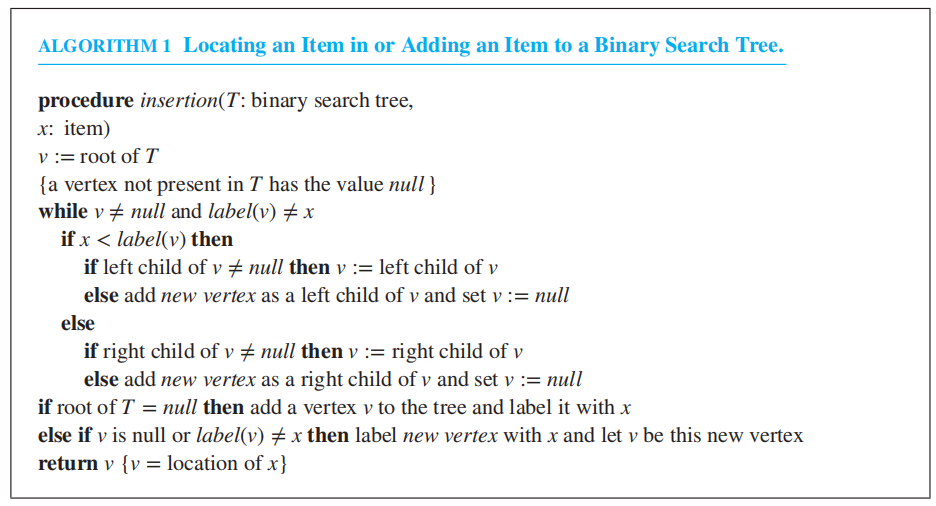 ALGORITHM 1 Locating an Item in or Adding an Item to a Binary Search Tree.
procedure insertion(T: binary search tree,
x: item)
v := root of T
{a vertex not present in T has the value null}
while v ≠ null and label(v) ≠ x
if x < label(v) then
if left child of v ≠ null then v := left child of v
else add new vertex as a left child of v and set v := null
else
if right child of v ≠ null then v := right child of v
else add new vertex as a right child of v and set v := null
if root of T = null then add a vertex v to the tree and label it with x
else if v is null or label(v) ≠ x then label new vertex with x and let v be this new vertex
return v {v = location of x}